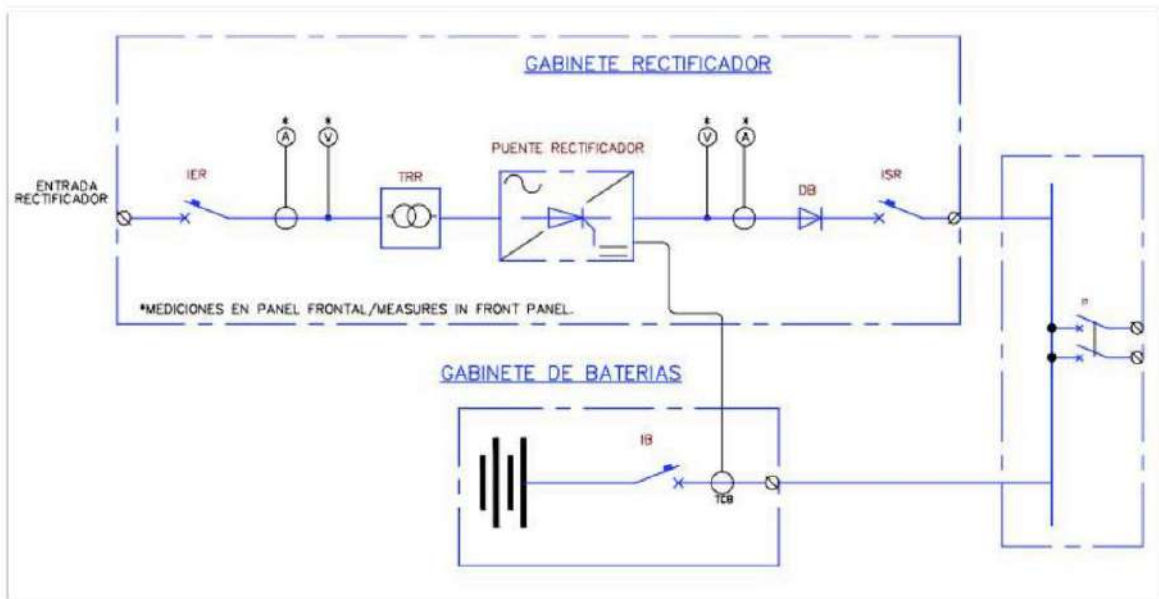 GABINETE RECTIFICADOR
* *
A V
* *
V A
PUENTE RECTIFICADOR
IER
TRR
DB
ISR
ENTRADA
RECTIFICADOR
*MEDICIONES EN PANEL FRONTAL/MEASURES IN FRONT PANEL.
GABINETE DE BATERIAS
IB
TCB